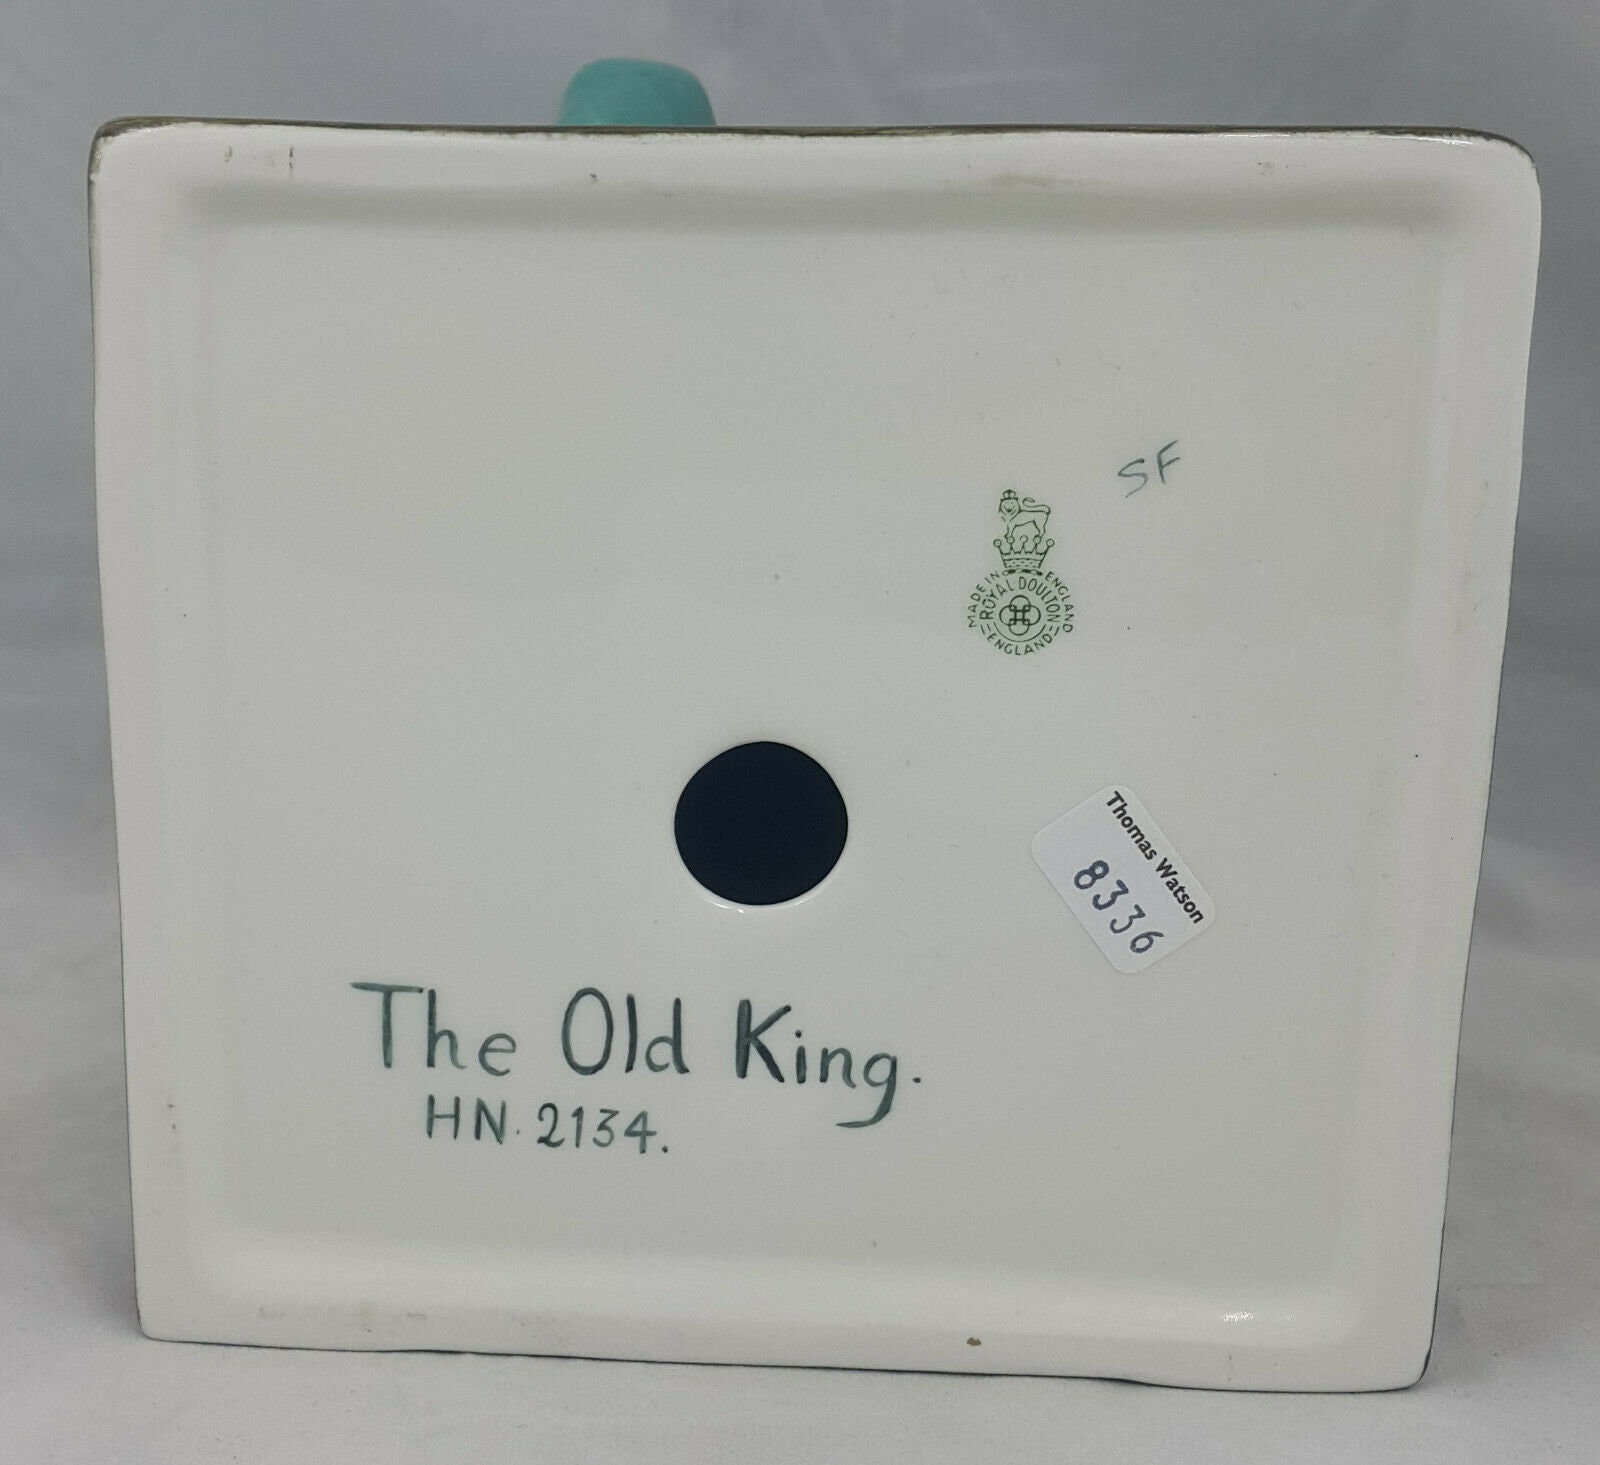 SF
MADE IN ENGLAND
ROYAL DOULTON
ENGLAND
Thomas Watson
8336
The Old King.
HN. 2134.